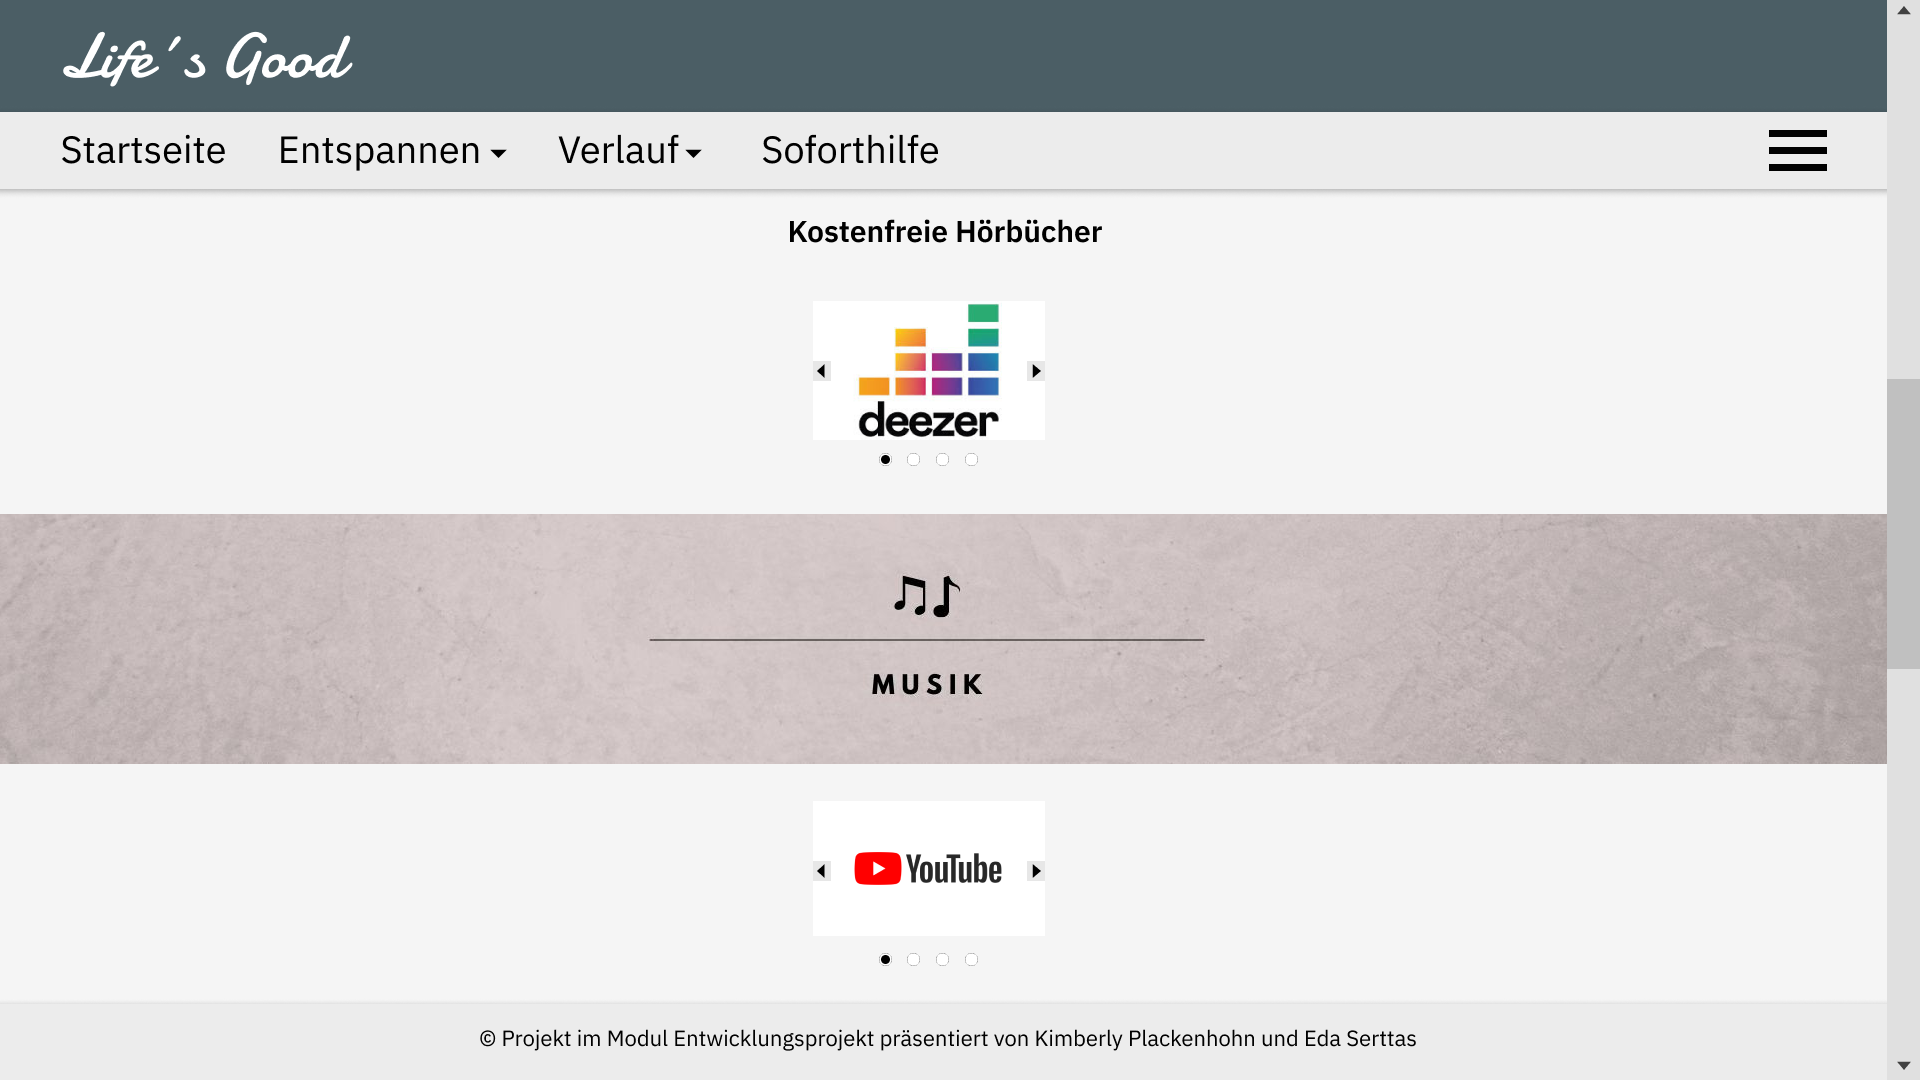 Life´s Good
Startseite Entspannen Verlauf Soforthilfe
Kostenfreie Hörbücher
deezer
MUSIK
YouTube
© Projekt im Modul Entwicklungsprojekt präsentiert von Kimberly Plackenhohn und Eda Serttas